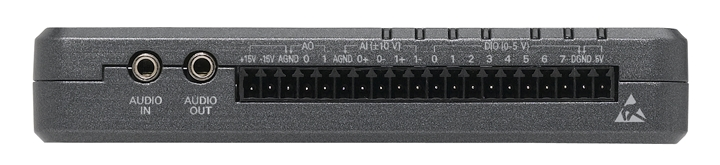 AO AI (±10 V) DIO (0-5 V)
+15V -15V AGND 0 1 AGND 0+ 0- 1+ 1- 0 1 2 3 4 5 6 7 DGND 5V
AUDIO IN
AUDIO OUT